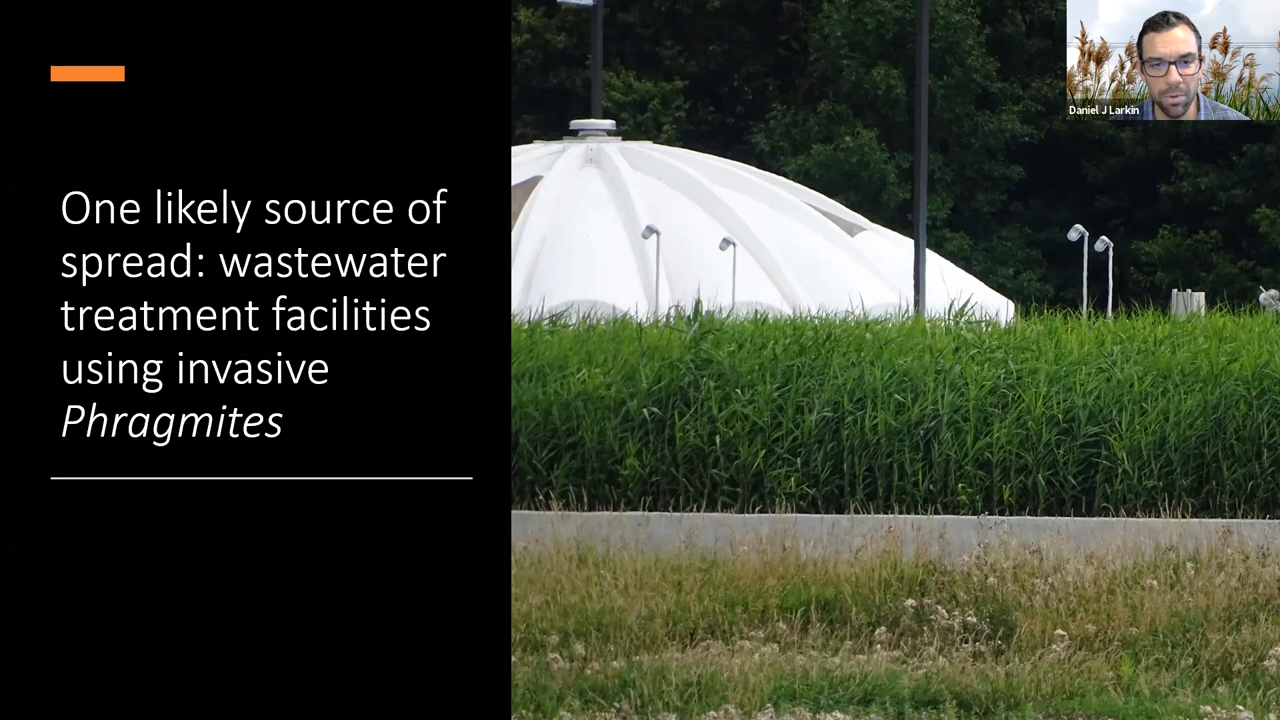 One likely source of
spread: wastewater
treatment facilities
using invasive
Phragmites
Daniel J Larkin